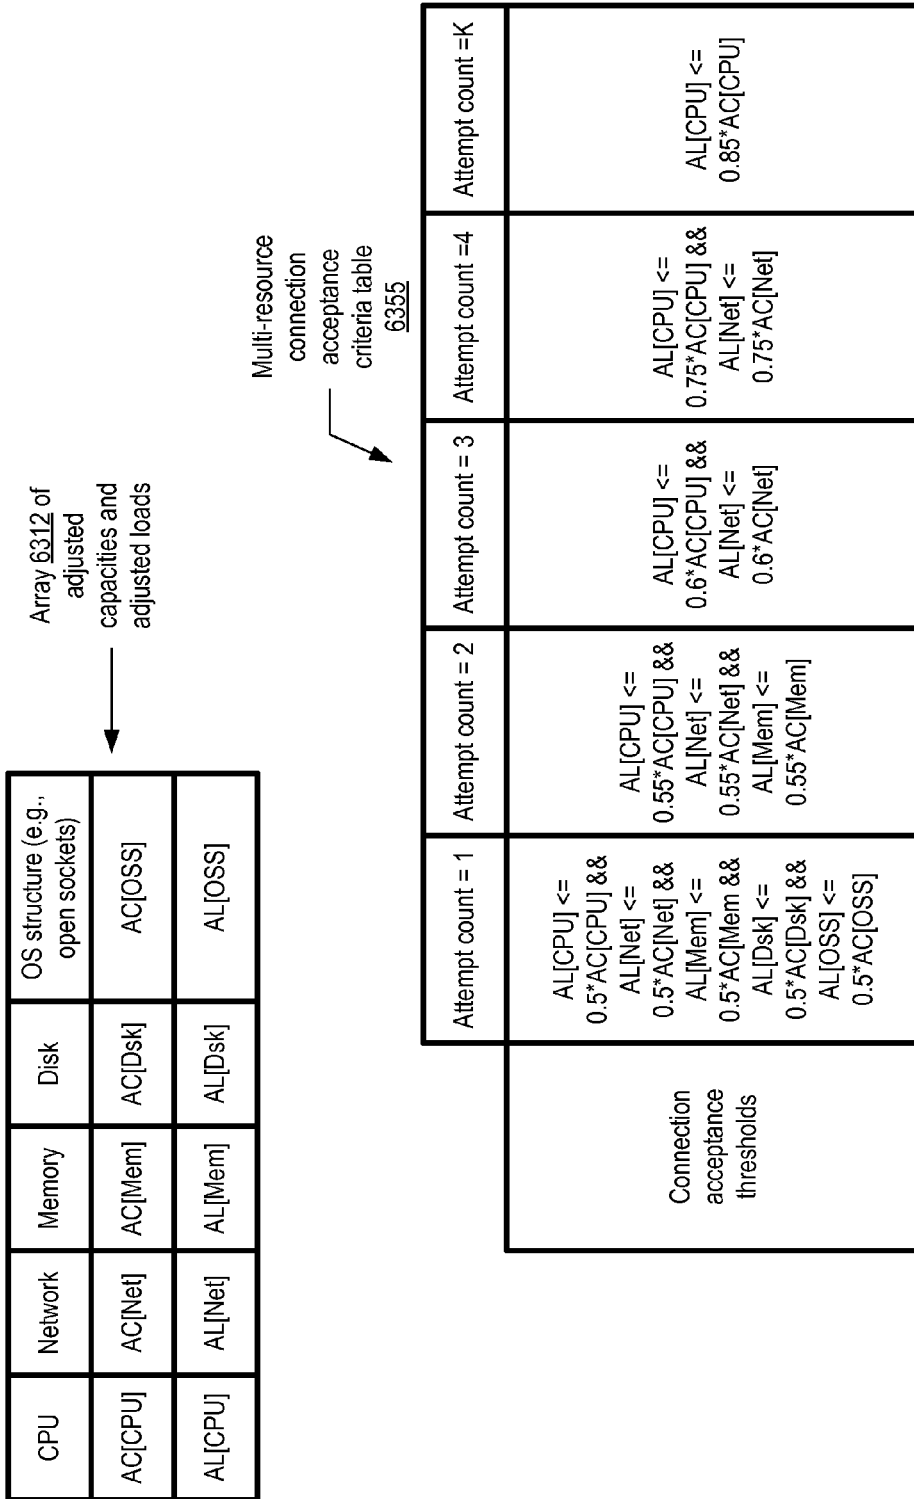 CPU
Network
Memory
Disk
OS structure (e.g.,
open sockets)
AC[CPU]
AC[Net]
AC[Mem]
AC[Dsk]
AC[OSS]
AL[CPU]
AL[Net]
AL[Mem]
AL[Dsk]
AL[OSS]
Array 6312 of
adjusted
capacities and
adjusted loads
Multi-resource
connection
acceptance
criteria table
6355
Attempt count = 1
Attempt count = 2
Attempt count = 3
Attempt count =4
Attempt count =K
Connection
acceptance
thresholds
AL[CPU] <=
0.5*AC[CPU] &&
AL[Net] <=
0.5*AC[Net] &&
AL[Mem] <=
0.5*AC[Mem &&
AL[Dsk] <=
0.5*AC[Dsk] &&
AL[OSS] <=
0.5*AC[OSS]
AL[CPU] <=
0.55*AC[CPU] &&
AL[Net] <=
0.55*AC[Net] &&
AL[Mem] <=
0.55*AC[Mem]
AL[CPU] <=
0.6*AC[CPU] &&
AL[Net] <=
0.6*AC[Net]
AL[CPU] <=
0.75*AC[CPU] &&
AL[Net] <=
0.75*AC[Net]
AL[CPU] <=
0.85*AC[CPU]